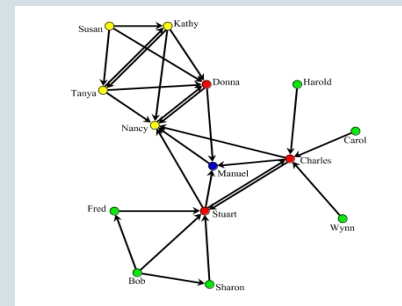 Susan
Kathy
Tanya
Donna
Harold
Nancy
Carol
Charles
Manuel
Fred
Stuart
Wynn
Bob
Sharon